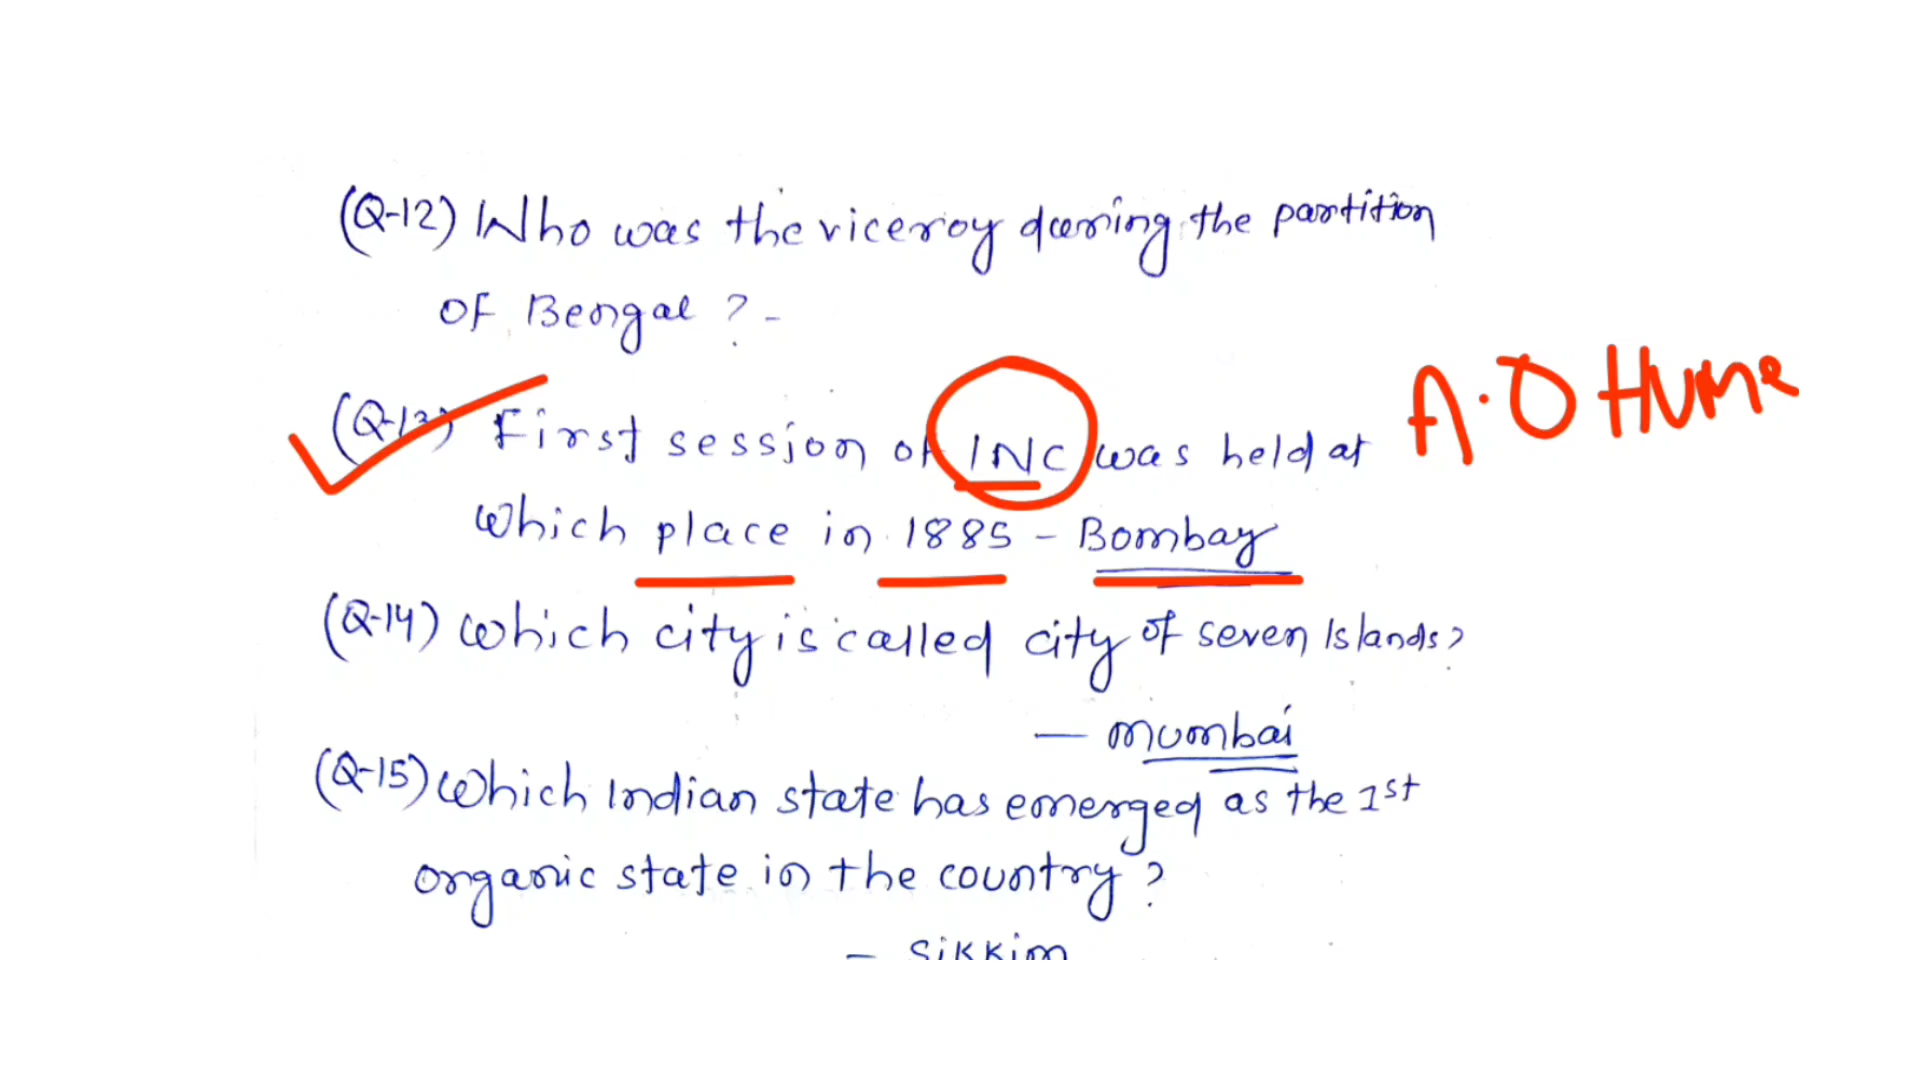 (Q-12) Who was the viceroy during the partition
of Bengal ? -
(Q-13) First session of INC was held at
A.O Hume
which place in 1885 - Bombay
(Q-14) which city is called city of seven Islands?
- mumbai
(Q-15) which Indian state has emerged as the 1st
organic state in the country?
- Sikkim